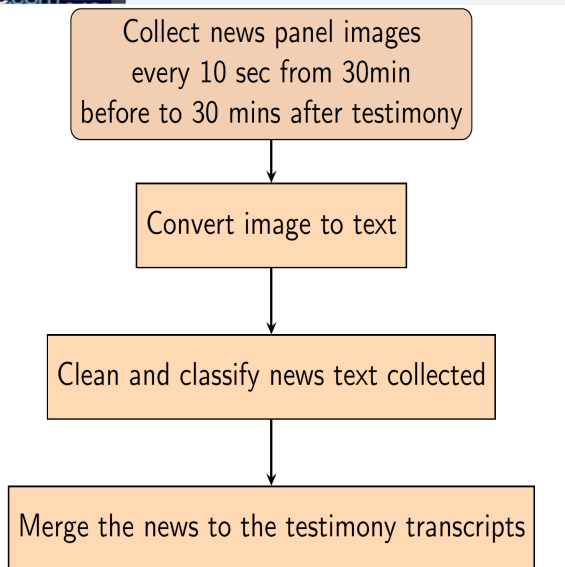 Collect news panel images
every 10 sec from 30min
before to 30 mins after testimony
Convert image to text
Clean and classify news text collected
Merge the news to the testimony transcripts